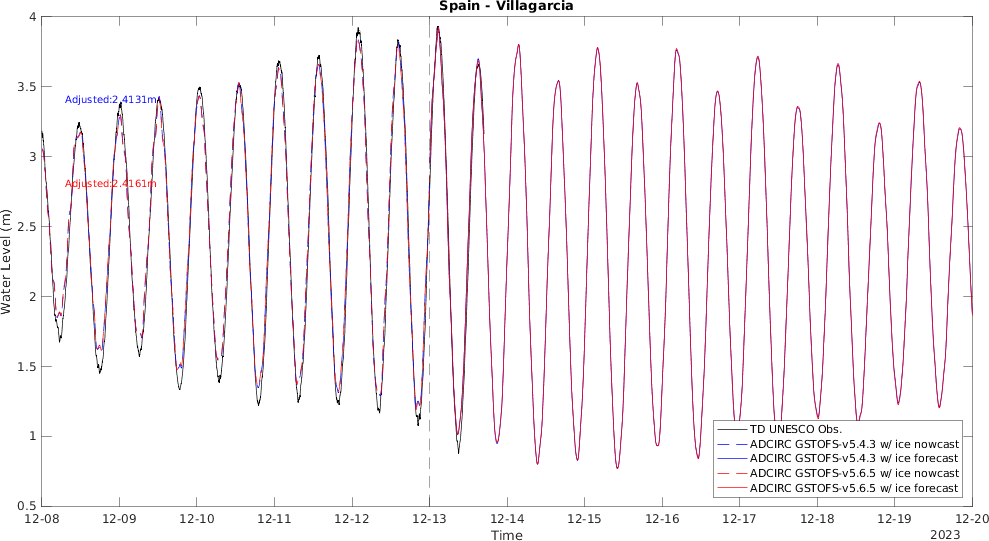 Spain - Villagarcia
Water Level (m)
4
3.5
3
2.5
2
1.5
1
0.5
Adjusted:2.4131m
Adjusted:2.4161m
TD UNESCO Obs.
ADCIRC GSTOFS-v5.4.3 w/ ice nowcast
ADCIRC GSTOFS-v5.4.3 w/ ice forecast
ADCIRC GSTOFS-v5.6.5 w/ ice nowcast
ADCIRC GSTOFS-v5.6.5 w/ ice forecast
12-08 12-09 12-10 12-11 12-12 12-13 12-14 12-15 12-16 12-17 12-18 12-19 12-20
Time
2023